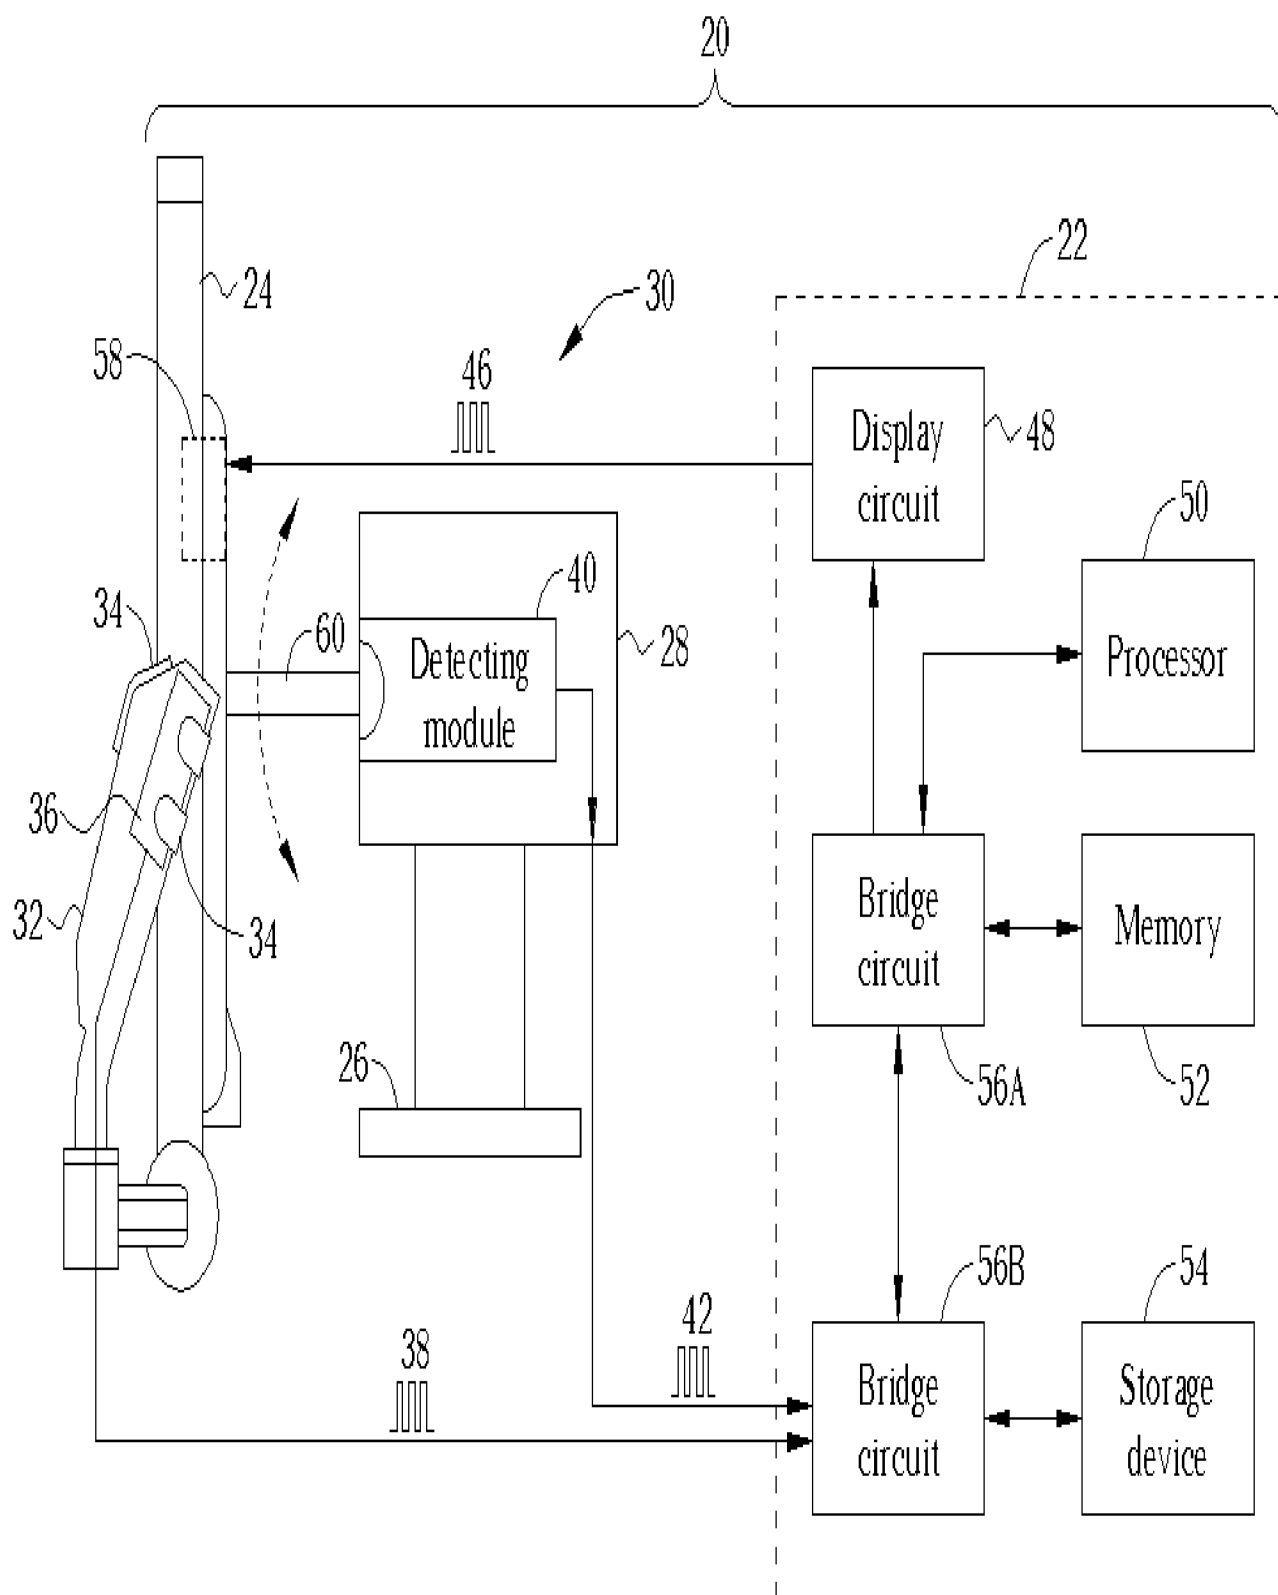 20
22
24
30
58
46
Display
circuit
48
50
40
34
60
28
Detecting
module
Processor
36
Bridge
circuit
Memory
32
34
26
56A
52
56B
54
42
38
Bridge
circuit
Storage
device